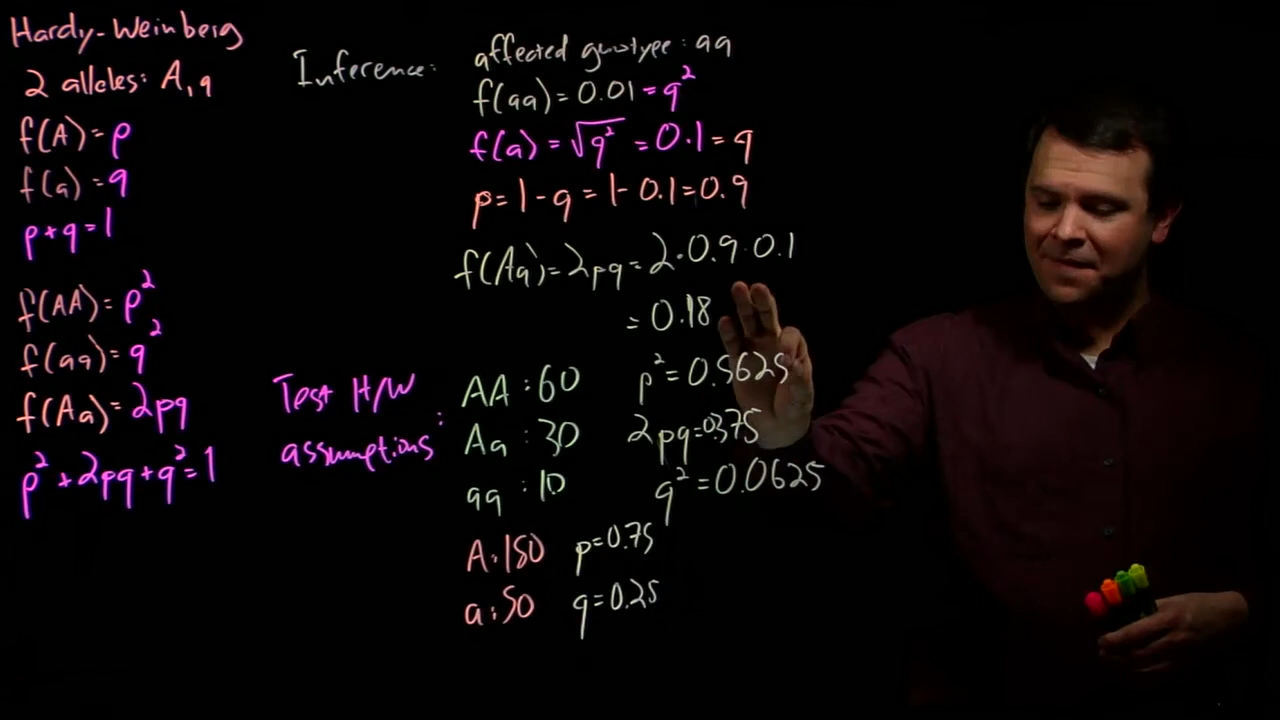 Hardy-Weinberg
2 alleles: A, a
f(A) = p
f(a) = q
p+q=1
f(AA) = p²
f(aa) = q²
f(Aa) = 2pq
p²+2pq+q²=1
Inference:
affected genotype: aa
f(aa) = 0.01 = q²
f(a) = √q² = 0.1 = q
p = 1 - q = 1 - 0.1 = 0.9
f(Aa) = 2pq = 2·0.9·0.1
= 0.18
Test H/W
assumptions:
AA : 60
Aa : 30
aa : 10
p² = 0.5625
2pq = 0.375
q² = 0.0625
A: 150 p=0.75
a: 50 q=0.25